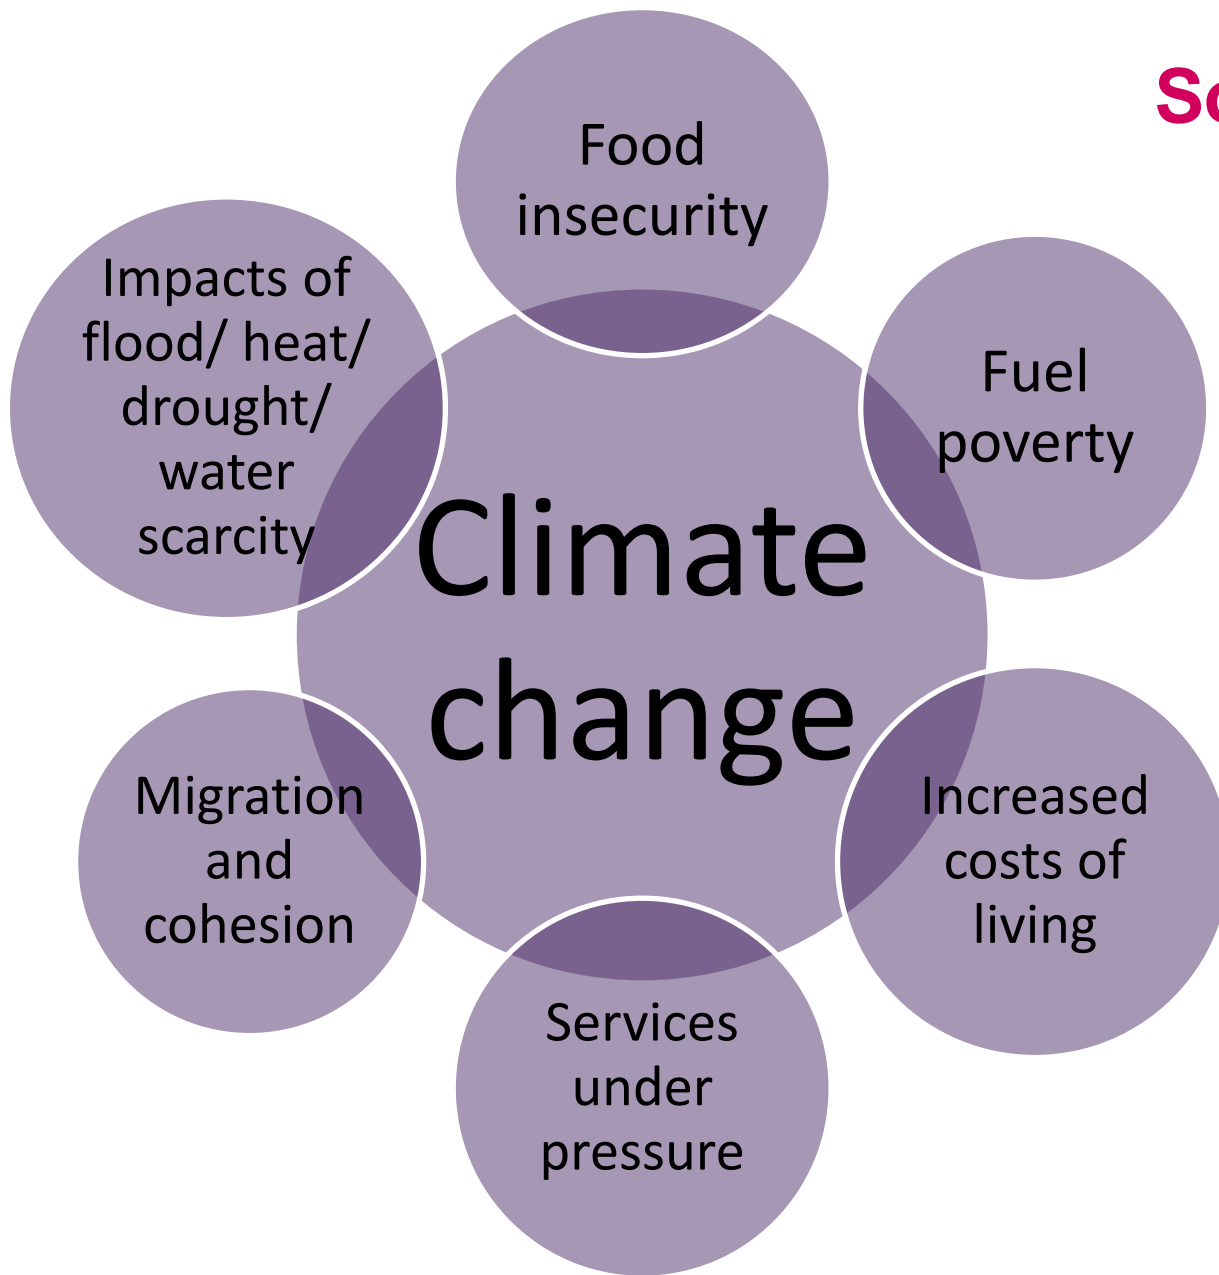 Food
insecurity
Fuel
poverty
Increased
costs of
living
Services
under
pressure
Migration
and
cohesion
Impacts of
flood/ heat/
drought/
water
scarcity
Climate
change